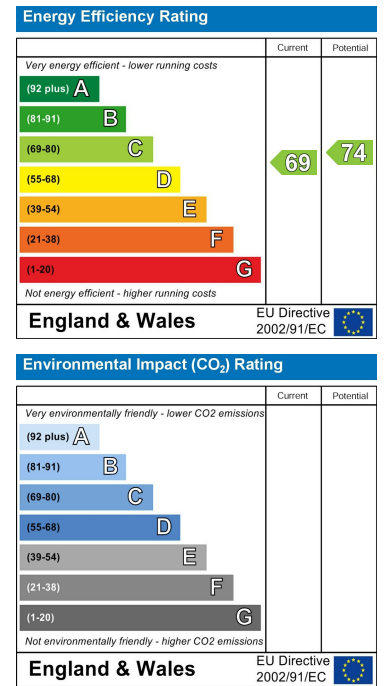 Energy Efficiency Rating
Current Potential
Very energy efficient - lower running costs
(92 plus) A
(81-91) B
(69-80) C
(55-68) D
(39-54) E
(21-38) F
(1-20) G
69 74
Not energy efficient - higher running costs
England & Wales
EU Directive
2002/91/EC
Environmental Impact (CO₂) Rating
Current Potential
Very environmentally friendly - lower CO2 emissions
(92 plus) A
(81-91) B
(69-80) C
(55-68) D
(39-54) E
(21-38) F
(1-20) G
Not environmentally friendly - higher CO2 emissions
England & Wales
EU Directive
2002/91/EC